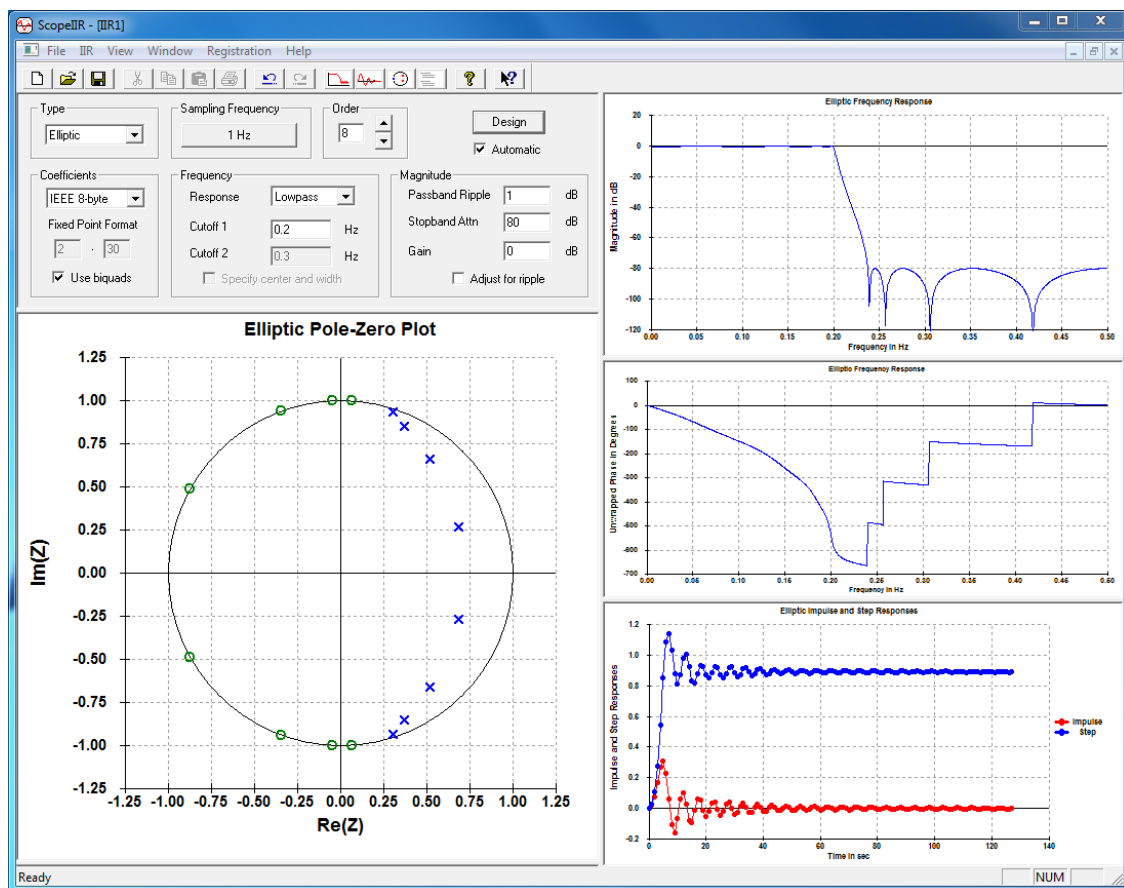 ScopeIIR - [IIR1]
File IIR View Window Registration Help
Type
Elliptic
Sampling Frequency
1 Hz
Order
8
Design
Automatic
Coefficients
IEEE 8-byte
Fixed Point Format
2 . 30
Use biquads
Frequency
Response Lowpass
Cutoff 1 0.2 Hz
Cutoff 2 0.3 Hz
Specify center and width
Magnitude
Passband Ripple 1 dB
Stopband Attn 80 dB
Gain 0 dB
Adjust for ripple
Elliptic Pole-Zero Plot
1.25
1.00
0.75
0.50
0.25
0.00
-0.25
-0.50
-0.75
-1.00
-1.25
Im(Z)
-1.25 -1.00 -0.75 -0.50 -0.25 0.00 0.25 0.50 0.75 1.00 1.25
Re(Z)
Elliptic Frequency Response
Magnitude in dB
20
0
-20
-40
-60
-80
-100
-120
0.00 0.05 0.10 0.15 0.20 0.25 0.30 0.35 0.40 0.45 0.50
Frequency in Hz
Elliptic Frequency Response
Unwrapped Phase in Degrees
100
0
-100
-200
-300
-400
-500
-600
-700
0.00 0.05 0.10 0.15 0.20 0.25 0.30 0.35 0.40 0.45 0.50
Frequency in Hz
Elliptic Impulse and Step Responses
Impulse and Step Responses
1.2
1.0
0.8
0.6
0.4
0.2
0.0
-0.2
0 20 40 60 80 100 120 140
Time in sec
Impulse
Step
Ready
NUM